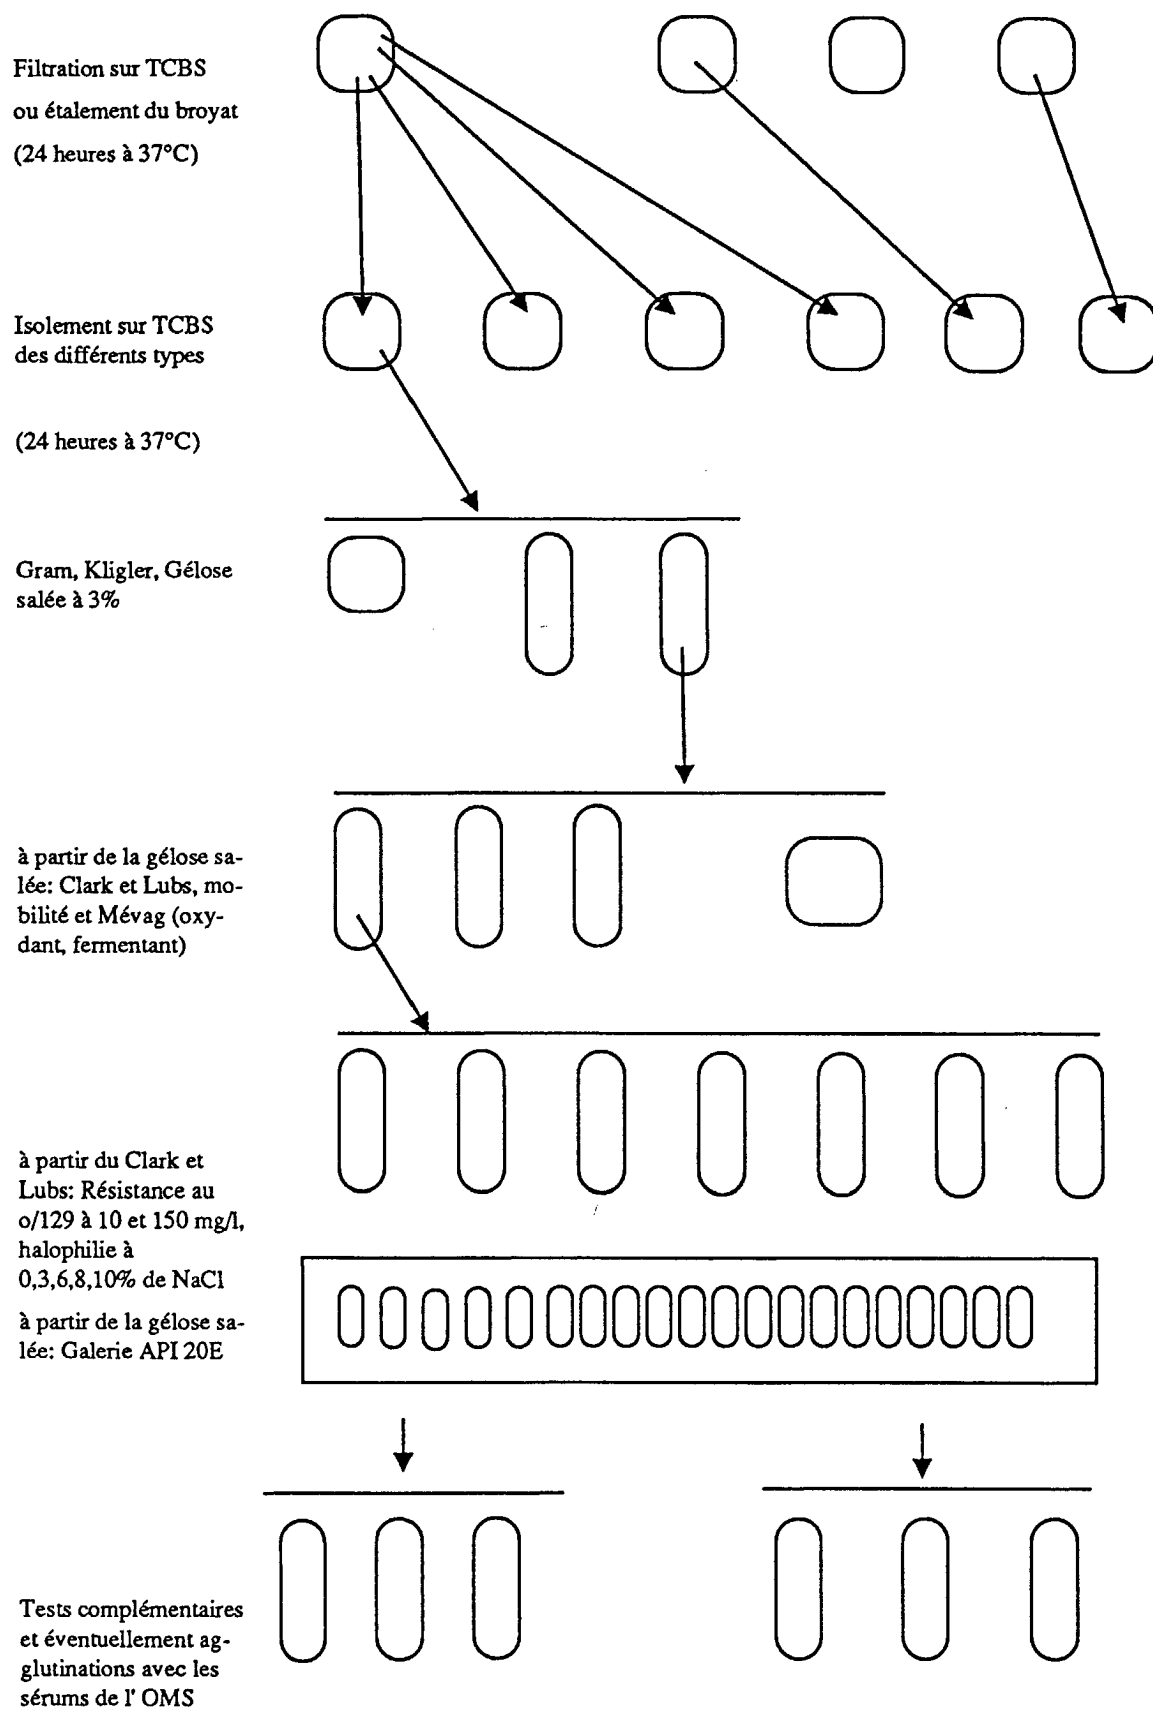 Filtration sur TCBS
ou étalement du broyat
(24 heures à 37°C)
Isolement sur TCBS
des différents types
(24 heures à 37°C)
Gram, Kligler, Gélose
salée à 3%
à partir de la gélose sa-
lée: Clark et Lubs, mo-
bilité et Mévag (oxy-
dant, fermentant)
à partir du Clark et
Lubs: Résistance au
o/129 à 10 et 150 mg/l,
halophilie à
0,3,6,8,10% de NaCl
à partir de la gélose sa-
lée: Galerie API 20E
Tests complémentaires
et éventuellement ag-
glutinations avec les
sérums de l' OMS